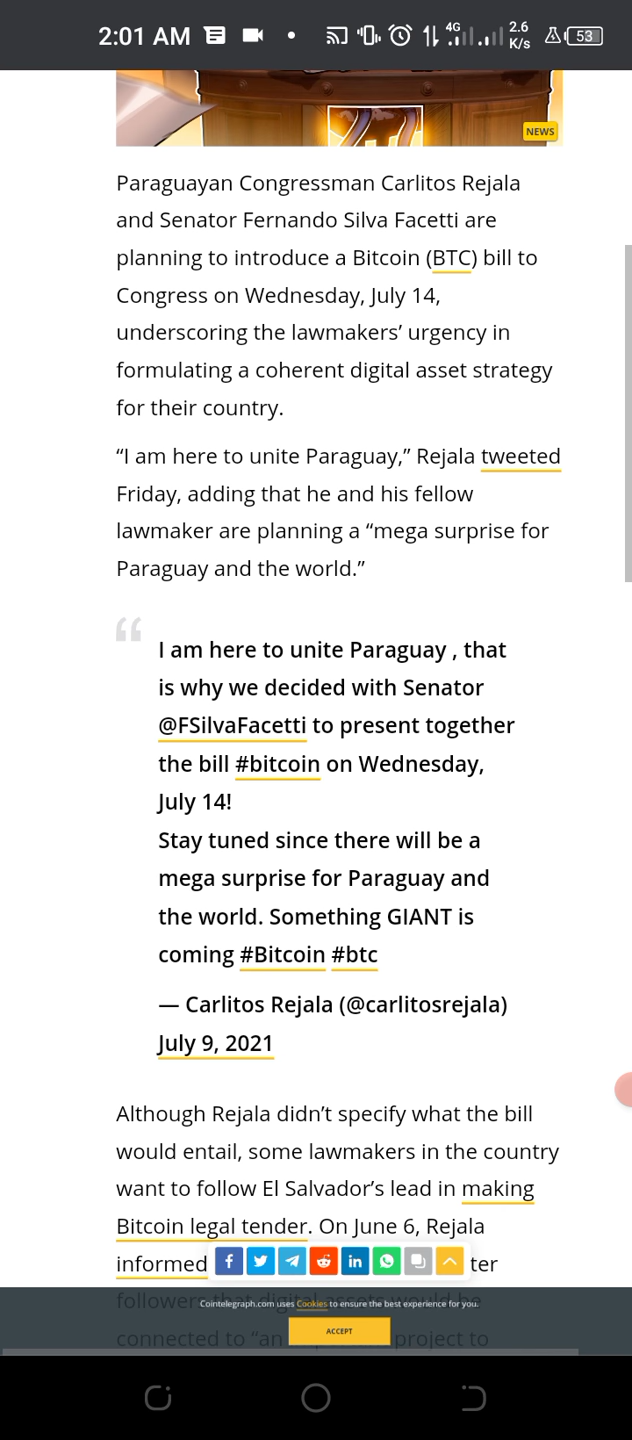 2:01 AM 4G 2.6 K/s 53
NEWS
Paraguayan Congressman Carlitos Rejala
and Senator Fernando Silva Facetti are
planning to introduce a Bitcoin (BTC) bill to
Congress on Wednesday, July 14,
underscoring the lawmakers’ urgency in
formulating a coherent digital asset strategy
for their country.
“I am here to unite Paraguay,” Rejala tweeted
Friday, adding that he and his fellow
lawmaker are planning a “mega surprise for
Paraguay and the world.”
“
I am here to unite Paraguay , that
is why we decided with Senator
@FSilvaFacetti to present together
the bill #bitcoin on Wednesday,
July 14!
Stay tuned since there will be a
mega surprise for Paraguay and
the world. Something GIANT is
coming #Bitcoin #btc
— Carlitos Rejala (@carlitosrejala)
July 9, 2021
Although Rejala didn’t specify what the bill
would entail, some lawmakers in the country
want to follow El Salvador’s lead in making
Bitcoin legal tender. On June 6, Rejala
informed ter
followers that digital assets would be
Cointelegraph.com uses Cookies to ensure the best experience for you.
connected to “an project to
ACCEPT